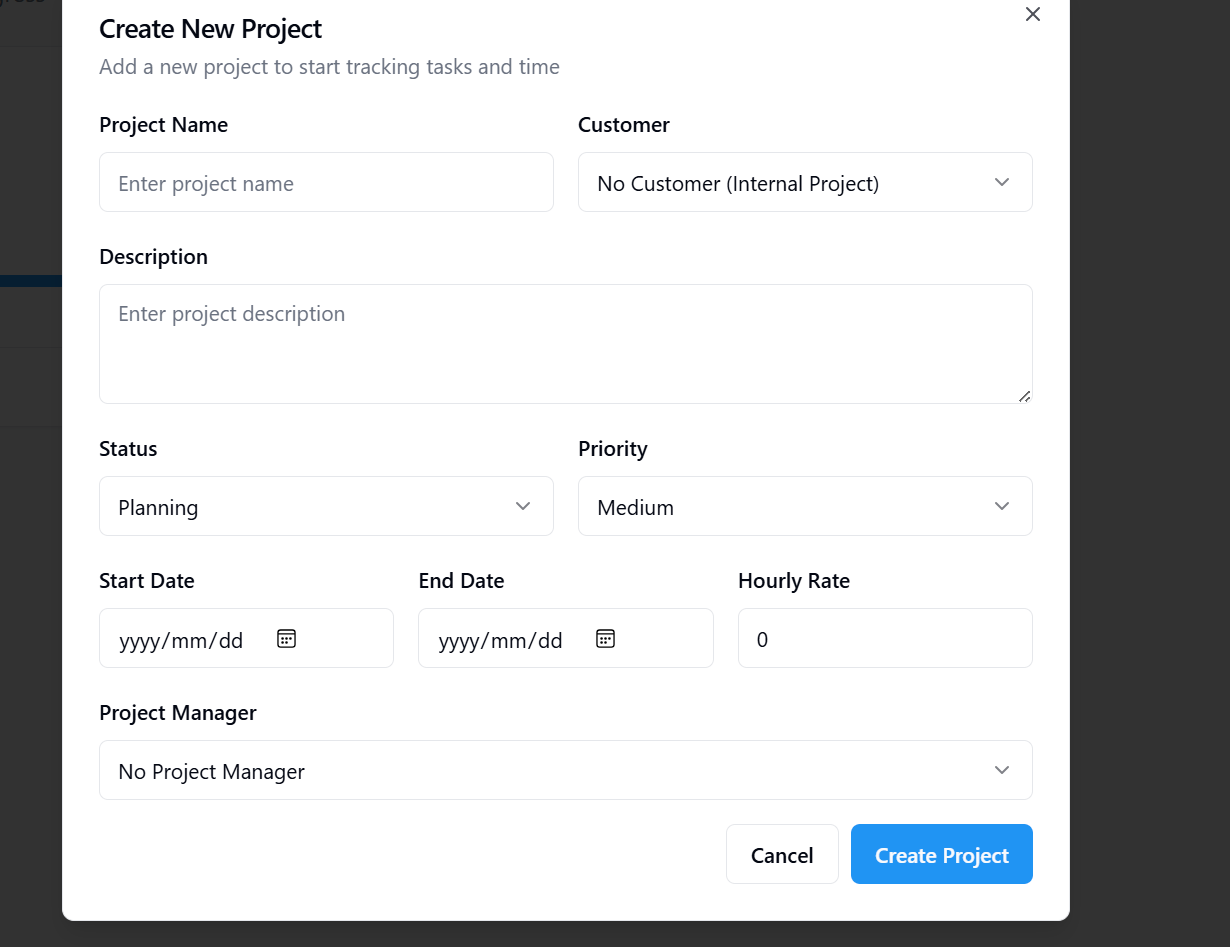 Create New Project
Add a new project to start tracking tasks and time
Project Name
Customer
Enter project name
No Customer (Internal Project)
Description
Enter project description
Status
Priority
Planning
Medium
Start Date
End Date
Hourly Rate
yyyy/mm/dd
yyyy/mm/dd
0
Project Manager
No Project Manager
Cancel
Create Project